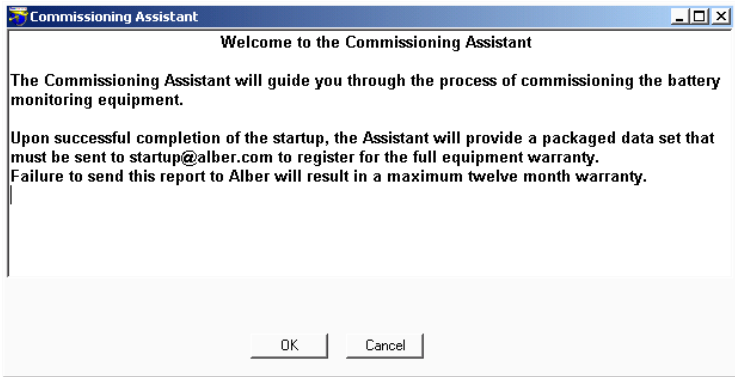 Commissioning Assistant
Welcome to the Commissioning Assistant
The Commissioning Assistant will guide you through the process of commissioning the battery
monitoring equipment.
Upon successful completion of the startup, the Assistant will provide a packaged data set that
must be sent to startup@alber.com to register for the full equipment warranty.
Failure to send this report to Alber will result in a maximum twelve month warranty.
OK Cancel